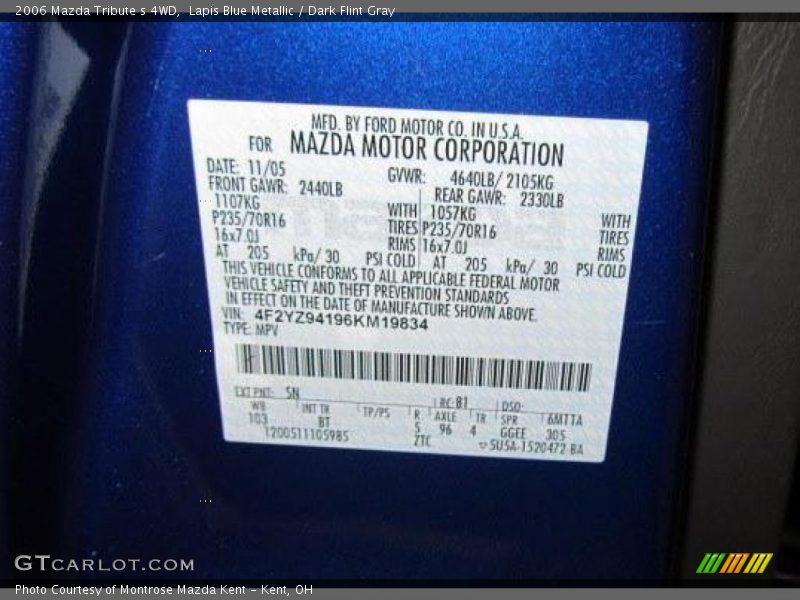 2006 Mazda Tribute s 4WD, Lapis Blue Metallic / Dark Flint Gray
MFD. BY FORD MOTOR CO. IN U.S.A.
FOR MAZDA MOTOR CORPORATION
DATE: 11/05 GVWR: 4640LB/ 2105KG
FRONT GAWR: 2440LB REAR GAWR: 2330LB
1107KG WITH 1057KG WITH
P235/70R16 TIRES P235/70R16 TIRES
16x7.0J RIMS 16x7.0J RIMS
AT 205 kPa/ 30 PSI COLD AT 205 kPa/ 30 PSI COLD
THIS VEHICLE CONFORMS TO ALL APPLICABLE FEDERAL MOTOR
VEHICLE SAFETY AND THEFT PREVENTION STANDARDS
IN EFFECT ON THE DATE OF MANUFACTURE SHOWN ABOVE.
VIN: 4F2YZ94196KM19834
TYPE: MPV
EXT PNT: SN RC: 81 DSO:
WB INT TR TP/PS R AXLE TR SPR 6MTTA
103 BT S 96 4 GGEE 305
1200511105985 ZTC 5U5A-1520472-BA
GTCARLOT.COM
Photo Courtesy of Montrose Mazda Kent - Kent, OH